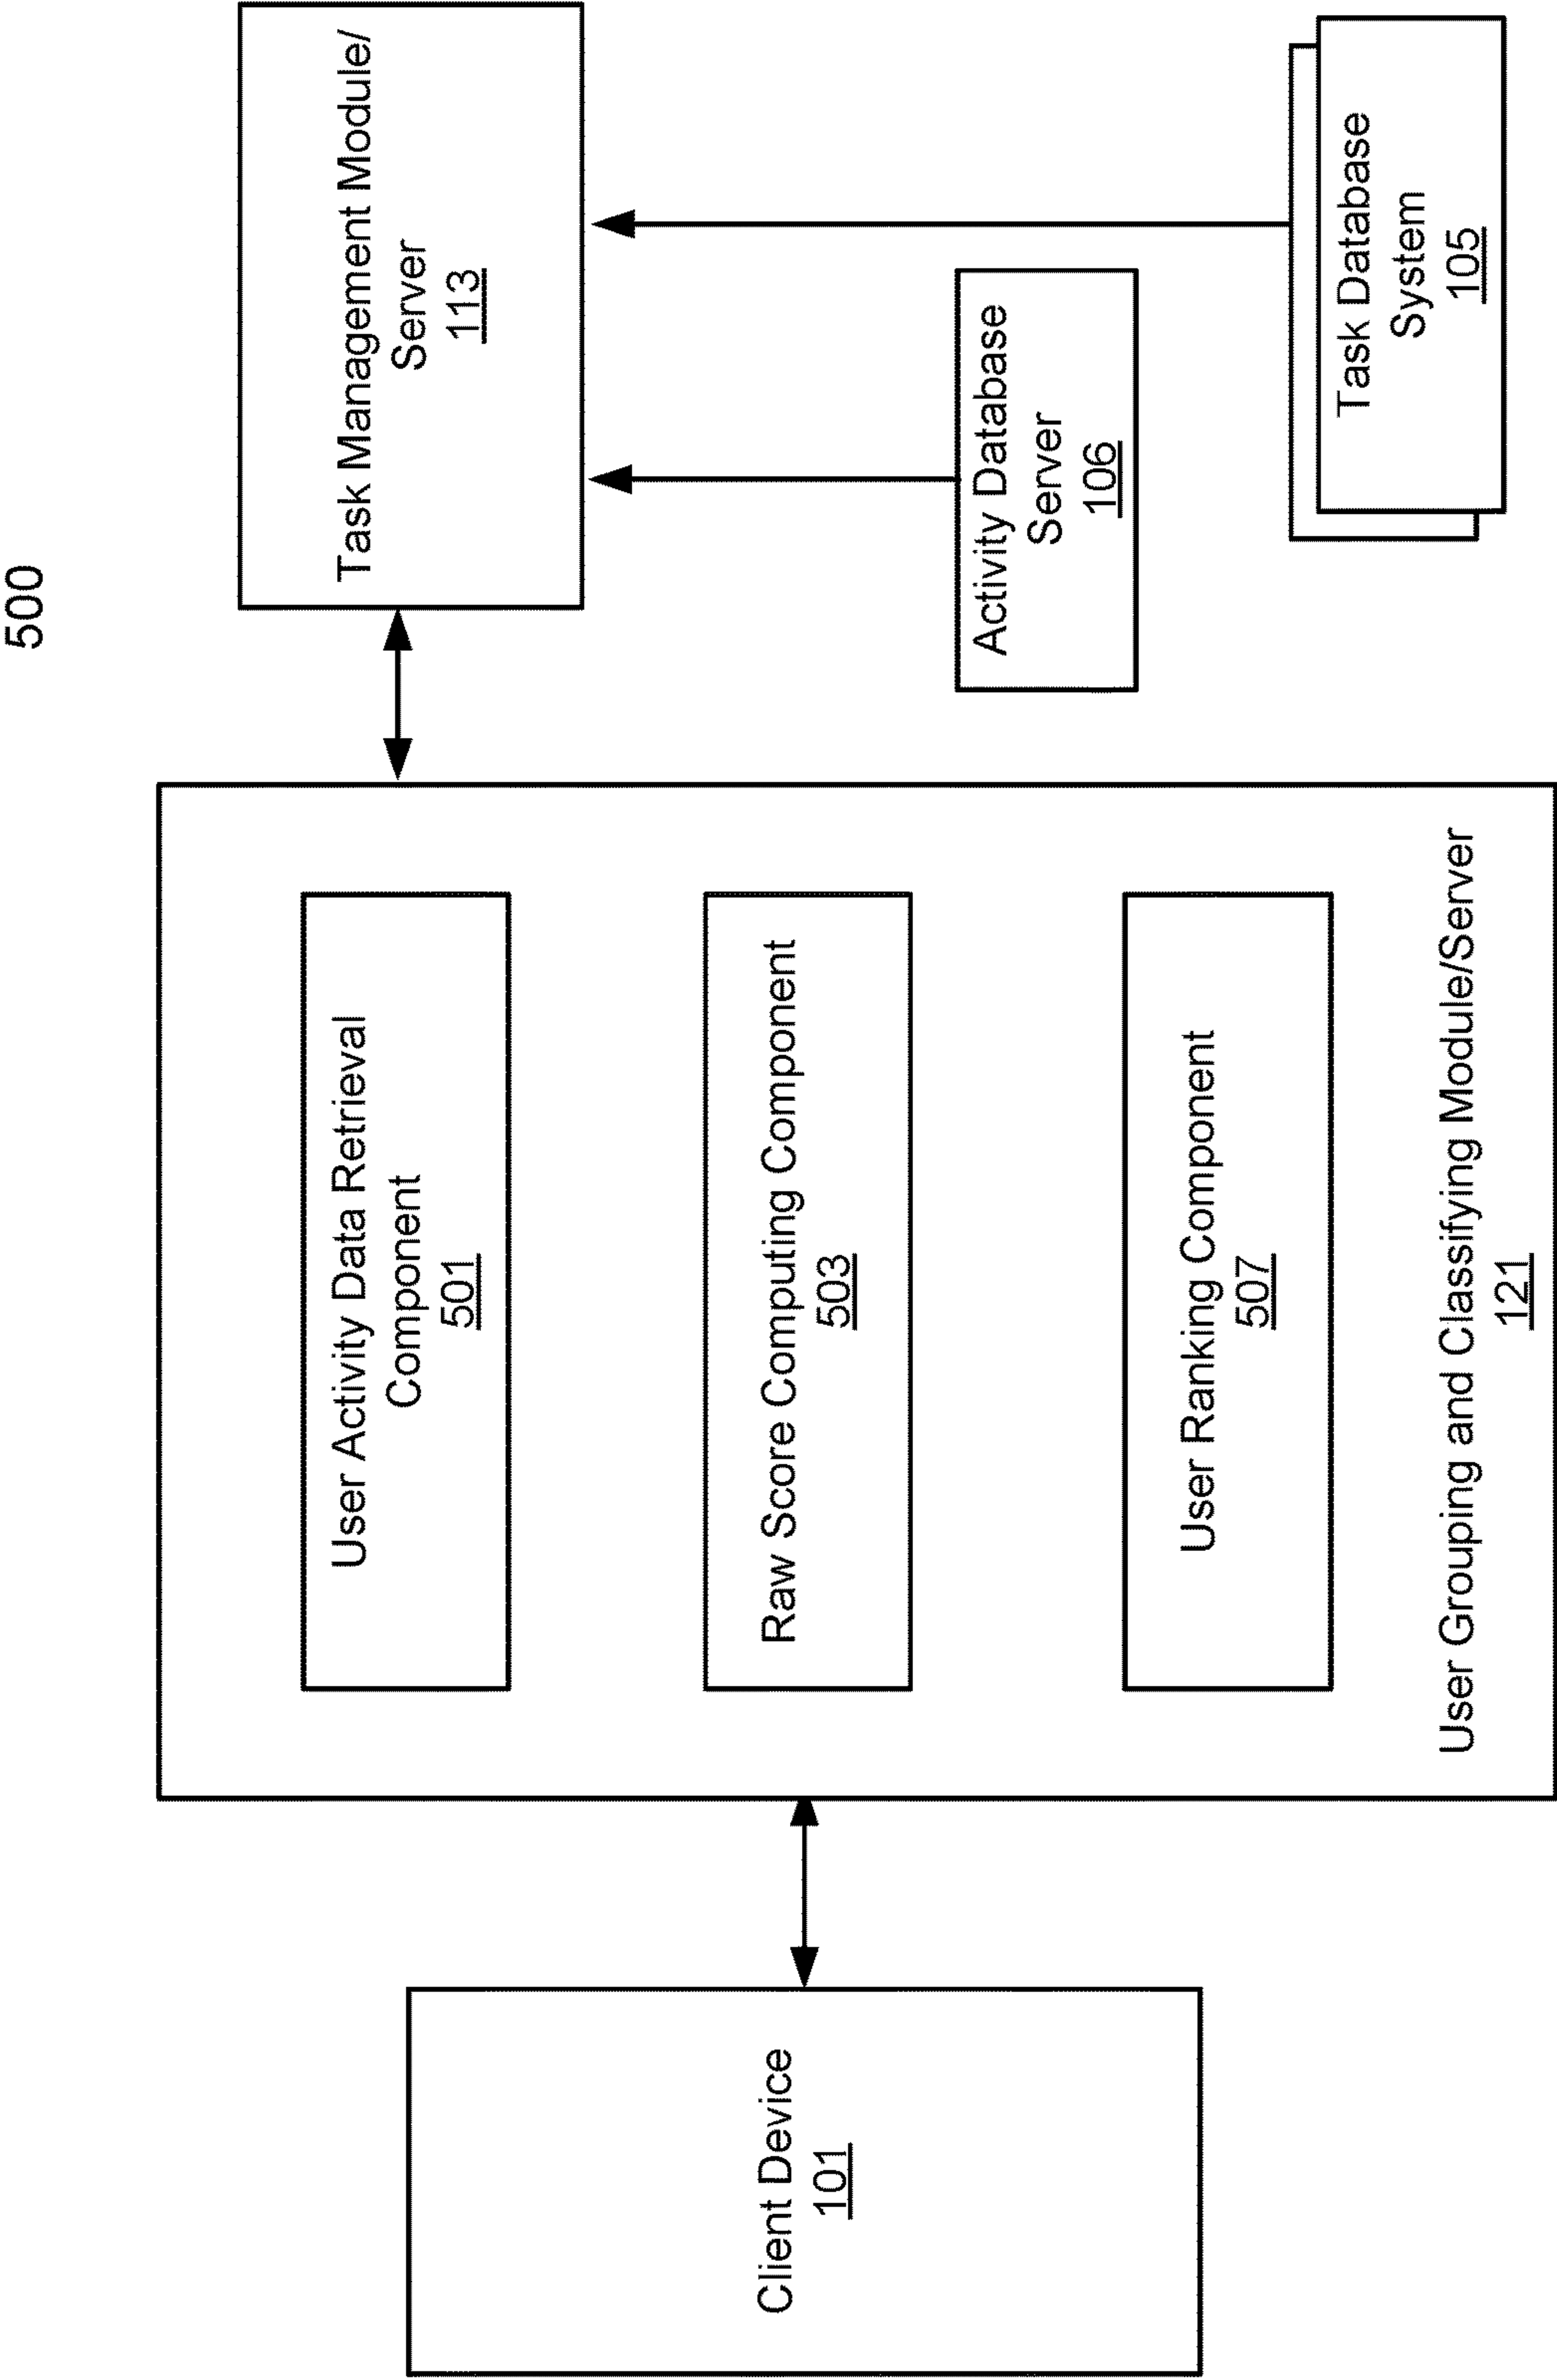 500
Client Device
101
User Activity Data Retrieval
Component
501
Raw Score Computing Component
503
User Ranking Component
507
User Grouping and Classifying Module/Server
121
Task Management Module/
Server
113
Activity Database
Server
106
Task Database
System
105